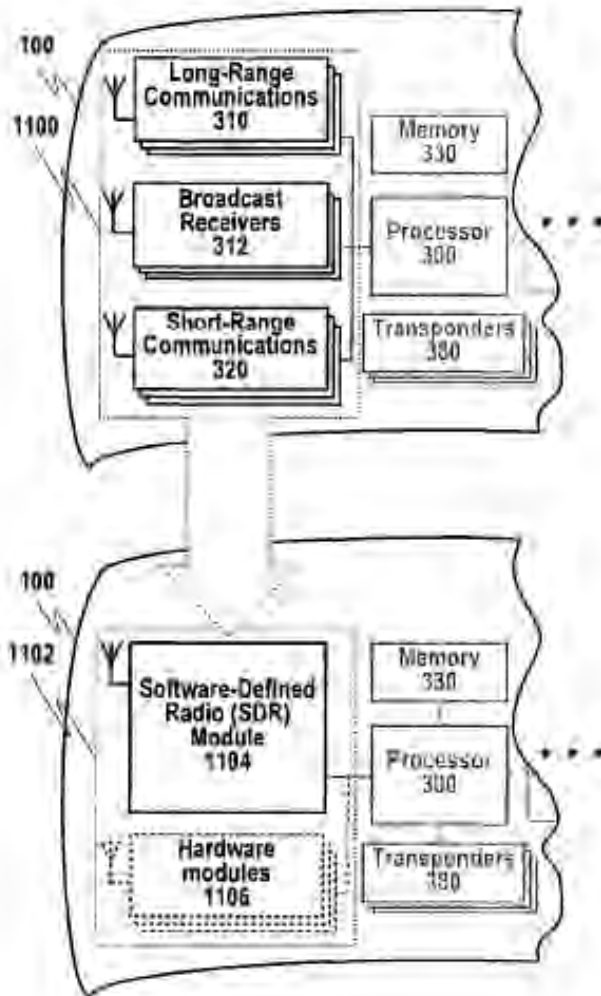 100
1100
Long-Range
Communications
310
Broadcast
Receivers
312
Short-Range
Communications
320
Memory
330
Processor
300
Transponders
380
100
1102
Software-Defined
Radio (SDR)
Module
1104
Hardware
modules
1106
Memory
330
Processor
300
Transponders
380